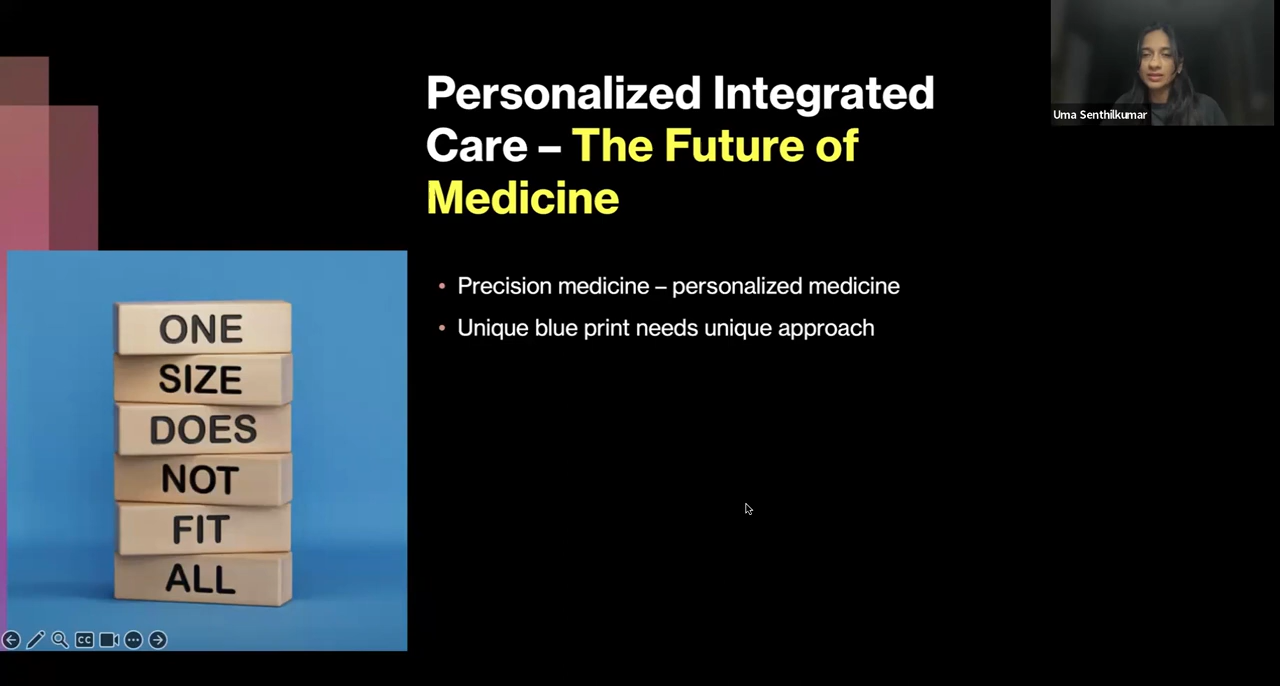 Personalized Integrated
Care – The Future of
Medicine
• Precision medicine – personalized medicine
• Unique blue print needs unique approach
ONE
SIZE
DOES
NOT
FIT
ALL
Uma Senthilkumar
CC